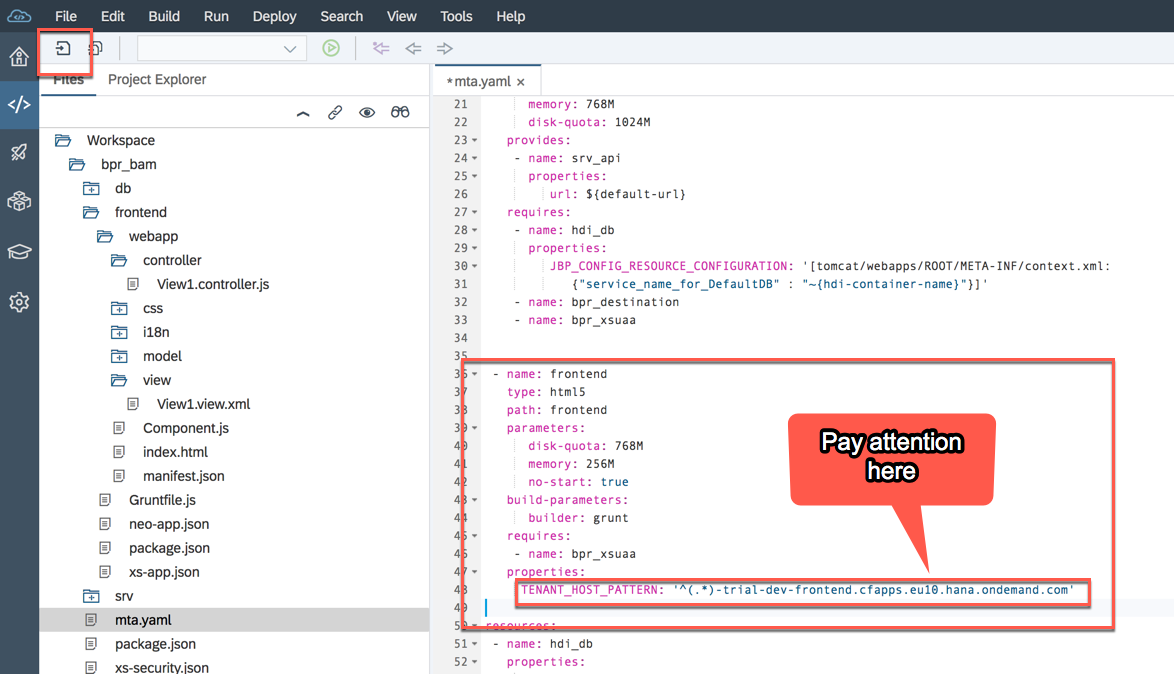 File Edit Build Run Deploy Search View Tools Help
Files Project Explorer
*mta.yaml ×
Workspace
bpr_bam
db
frontend
webapp
controller
View1.controller.js
css
i18n
model
view
View1.view.xml
Component.js
index.html
manifest.json
Gruntfile.js
neo-app.json
package.json
xs-app.json
srv
mta.yaml
package.json
xs-security.json
21 memory: 768M
22 disk-quota: 1024M
23 provides:
24 - name: srv_api
25 properties:
26 url: ${default-url}
27 requires:
28 - name: hdi_db
29 properties:
30 JBP_CONFIG_RESOURCE_CONFIGURATION: '[tomcat/webapps/ROOT/META-INF/context.xml:
31 {"service_name_for_DefaultDB" : "~{hdi-container-name}"}]'
32 - name: bpr_destination
33 - name: bpr_xsuaa
34
35
36 - name: frontend
37 type: html5
38 path: frontend
39 parameters:
40 disk-quota: 768M
41 memory: 256M
42 no-start: true
43 build-parameters:
44 builder: grunt
45 requires:
46 - name: bpr_xsuaa
47 properties:
48 TENANT_HOST_PATTERN: '^(.*)-trial-dev-frontend.cfapps.eu10.hana.ondemand.com'
49
50 resources:
51 - name: hdi_db
52 properties:
Pay attention
here